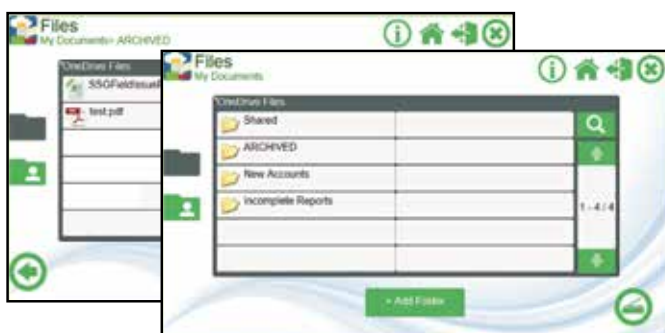 Files
My Documents> ARCHIVED
OneDrive Files
test.pdf
Files
My Documents
OneDrive Files
Shared
ARCHIVED
New Accounts
Incomplete Reports
1 - 4 / 4
+ Add Folder